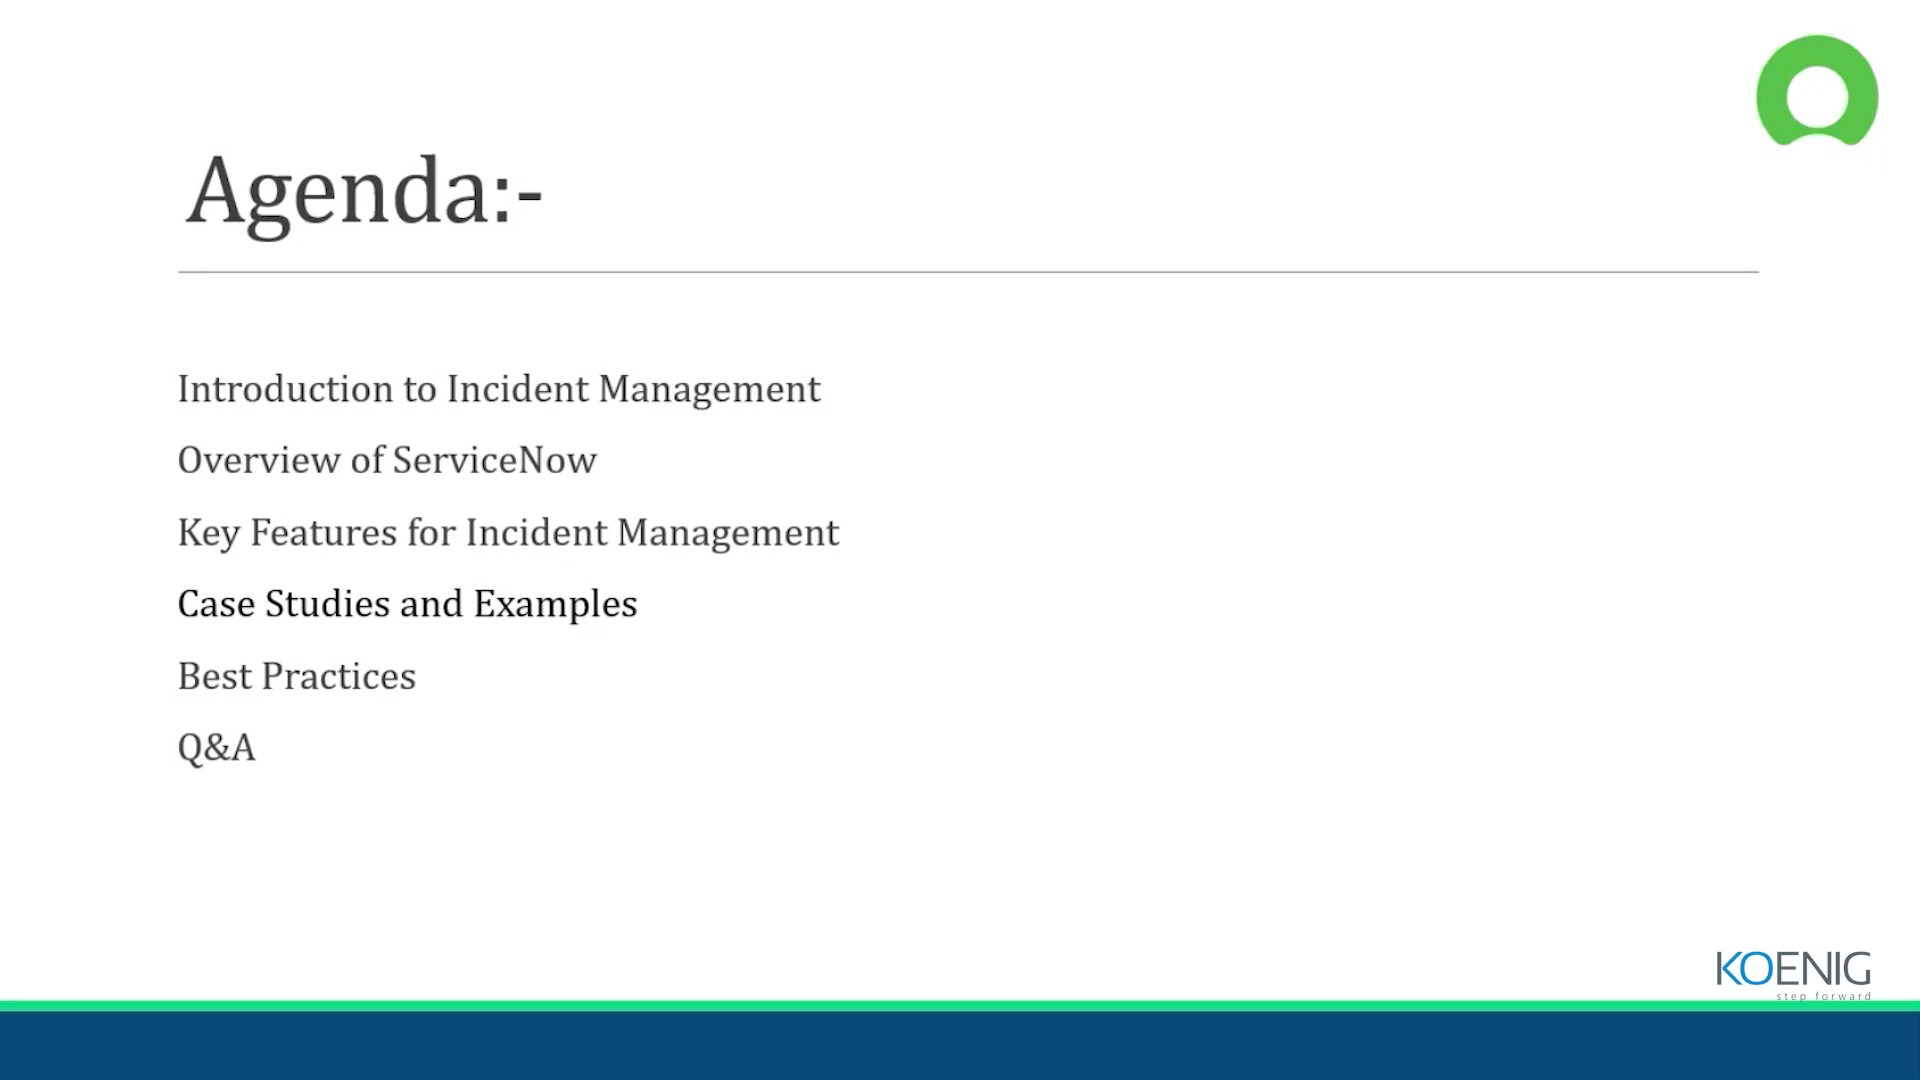 Agenda:-
Introduction to Incident Management
Overview of ServiceNow
Key Features for Incident Management
Case Studies and Examples
Best Practices
Q&A
KOENIG
step forward